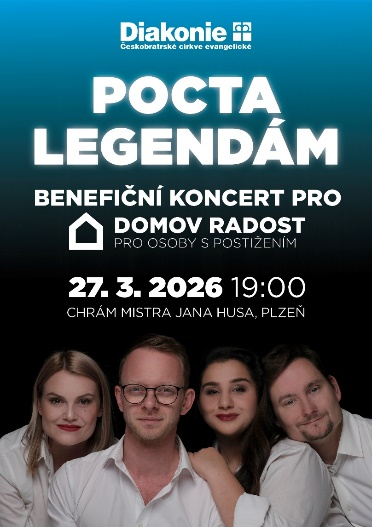 Diakonie
Českobratrské církve evangelické
POCTA
LEGENDÁM
BENEFIČNÍ KONCERT PRO
DOMOV RADOST
PRO OSOBY S POSTIŽENÍM
27. 3. 2026 19:00
CHRÁM MISTRA JANA HUSA, PLZEŇ